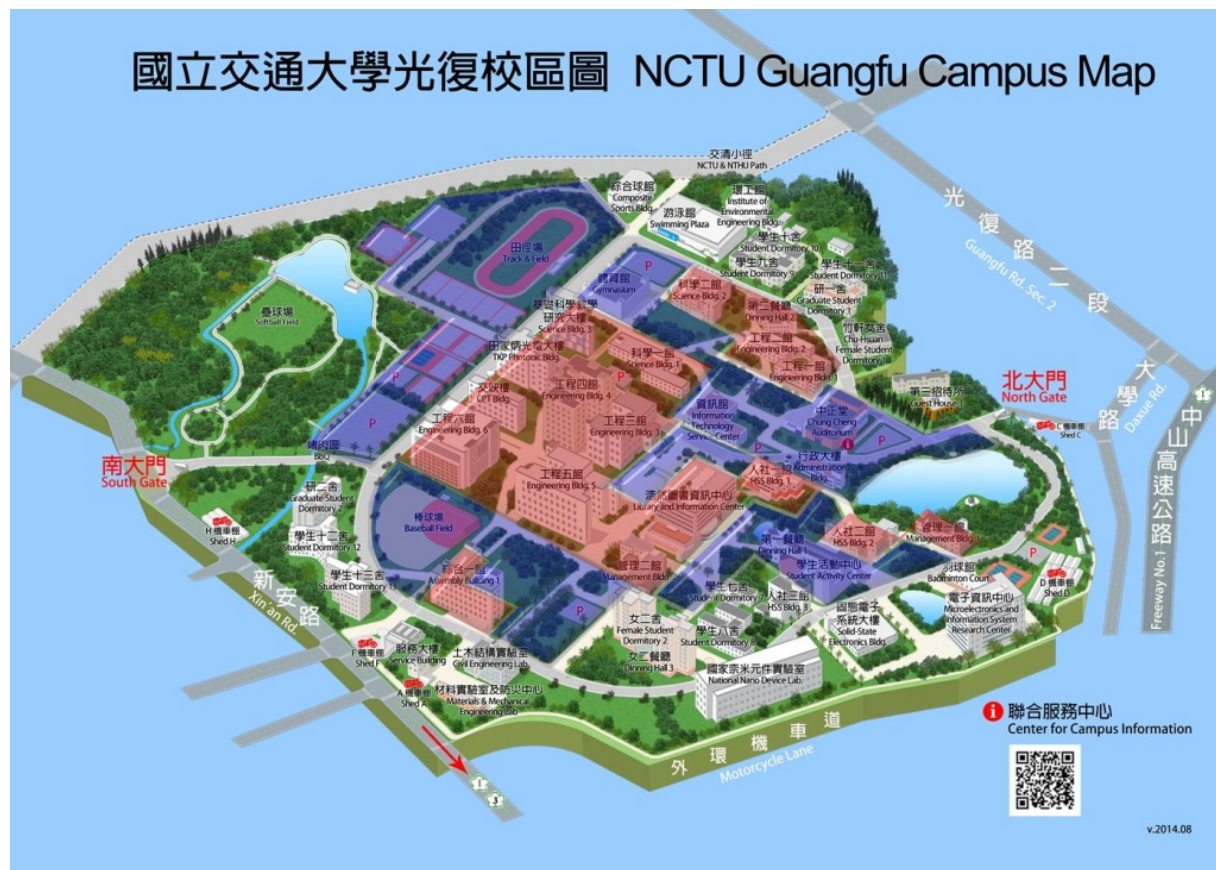 國立交通大學光復校區圖 NCTU Guangfu Campus Map
交清小徑
NCTU & NTHU Path
綜合球館
Composite
Sports Bldg.
環工館
Institute of
Environmental
Engineering Bldg.
游泳館
Swimming Plaza
學生十舍
Student Dormitory 10
學生九舍
Student Dormitory 9
學生十一舍
Student Dormitory 11
研一舍
Graduate Student
Dormitory 1
竹軒女舍
Chu-Hsuan
Female Student
Dormitory
光復路二段
Guangfu Rd. Sec. 2
大學路
Daxue Rd.
中山高速公路
Freeway No.1
1
田徑場
Track & Field
體育館
Gymnasium
P
科學二館
Science Bldg. 2
第二餐廳
Dinning Hall 2
工程二館
Engineering Bldg. 2
工程一館
Engineering Bldg. 1
壘球場
Softball Field
基礎科學教學
研究大樓
Science Bldg. 3
田家炳光電大樓
TKP Photonic Bldg.
科學一館
Science Bldg. 1
P
P
交映樓
CPT Bldg.
工程四館
Engineering Bldg. 4
工程三館
Engineering Bldg. 3
工程六館
Engineering Bldg. 6
工程五館
Engineering Bldg. 5
資訊館
Information
Technology
Service Center
中正堂
Chung Cheng
Auditorium
P
P
i
行政大樓
Administration
Bldg.
第三招待所
Guest House 3
北大門
North Gate
C 機車棚
Shed C
P
烤肉區
BBQ
南大門
South Gate
人社一館
HSS Bldg. 1
浩然圖書資訊中心
Library and Information Center
研二舍
Graduate Student
Dormitory 2
棒球場
Baseball Field
H 機車棚
Shed H
學生十二舍
Student Dormitory 12
學生十三舍
Student Dormitory 13
第一餐廳
Dinning Hall 1
人社二館
HSS Bldg. 2
管理一館
Management Bldg. 1
P
綜合一館
Assembly Building 1
管理二館
Management Bldg.
學生活動中心
Student Activity Center
羽球館
Badminton Court
D 機車棚
Shed D
學生七舍
Student Dormitory 7
人社三館
HSS Bldg. 3
P
女二舍
Female Student
Dormitory 2
學生八舍
Student Dormitory 8
固態電子
系統大樓
Solid-State
Electronics Bldg.
電子資訊中心
Microelectronics and
Information System
Research Center
新安路
Xin'an Rd.
F 機車棚
Shed F
服務大樓
Service Building
土木結構實驗室
Civil Engineering Lab.
女二餐廳
Dinning Hall 3
國家奈米元件實驗室
National Nano Device Lab.
A 機車棚
Shed A
材料實驗室及防災中心
Materials & Mechanical
Engineering Lab
外環機車道
Motorcycle Lane
1
3
i 聯合服務中心
Center for Campus Information
v.2014.08